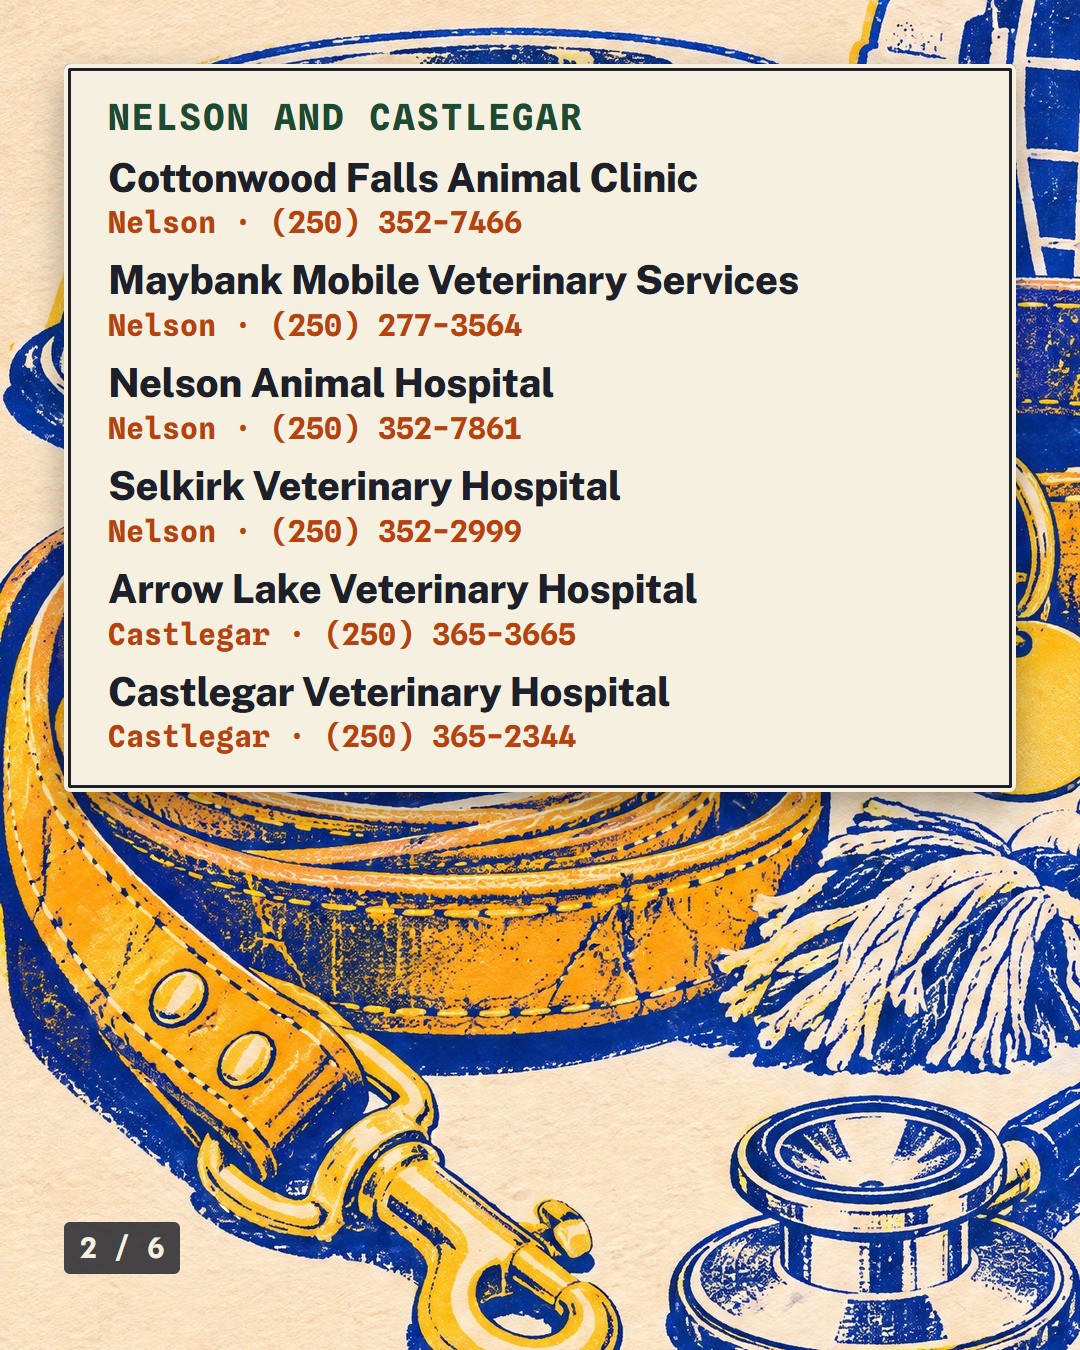 NELSON AND CASTLEGAR
Cottonwood Falls Animal Clinic
Nelson · (250) 352-7466
Maybank Mobile Veterinary Services
Nelson · (250) 277-3564
Nelson Animal Hospital
Nelson · (250) 352-7861
Selkirk Veterinary Hospital
Nelson · (250) 352-2999
Arrow Lake Veterinary Hospital
Castlegar · (250) 365-3665
Castlegar Veterinary Hospital
Castlegar · (250) 365-2344
2 / 6